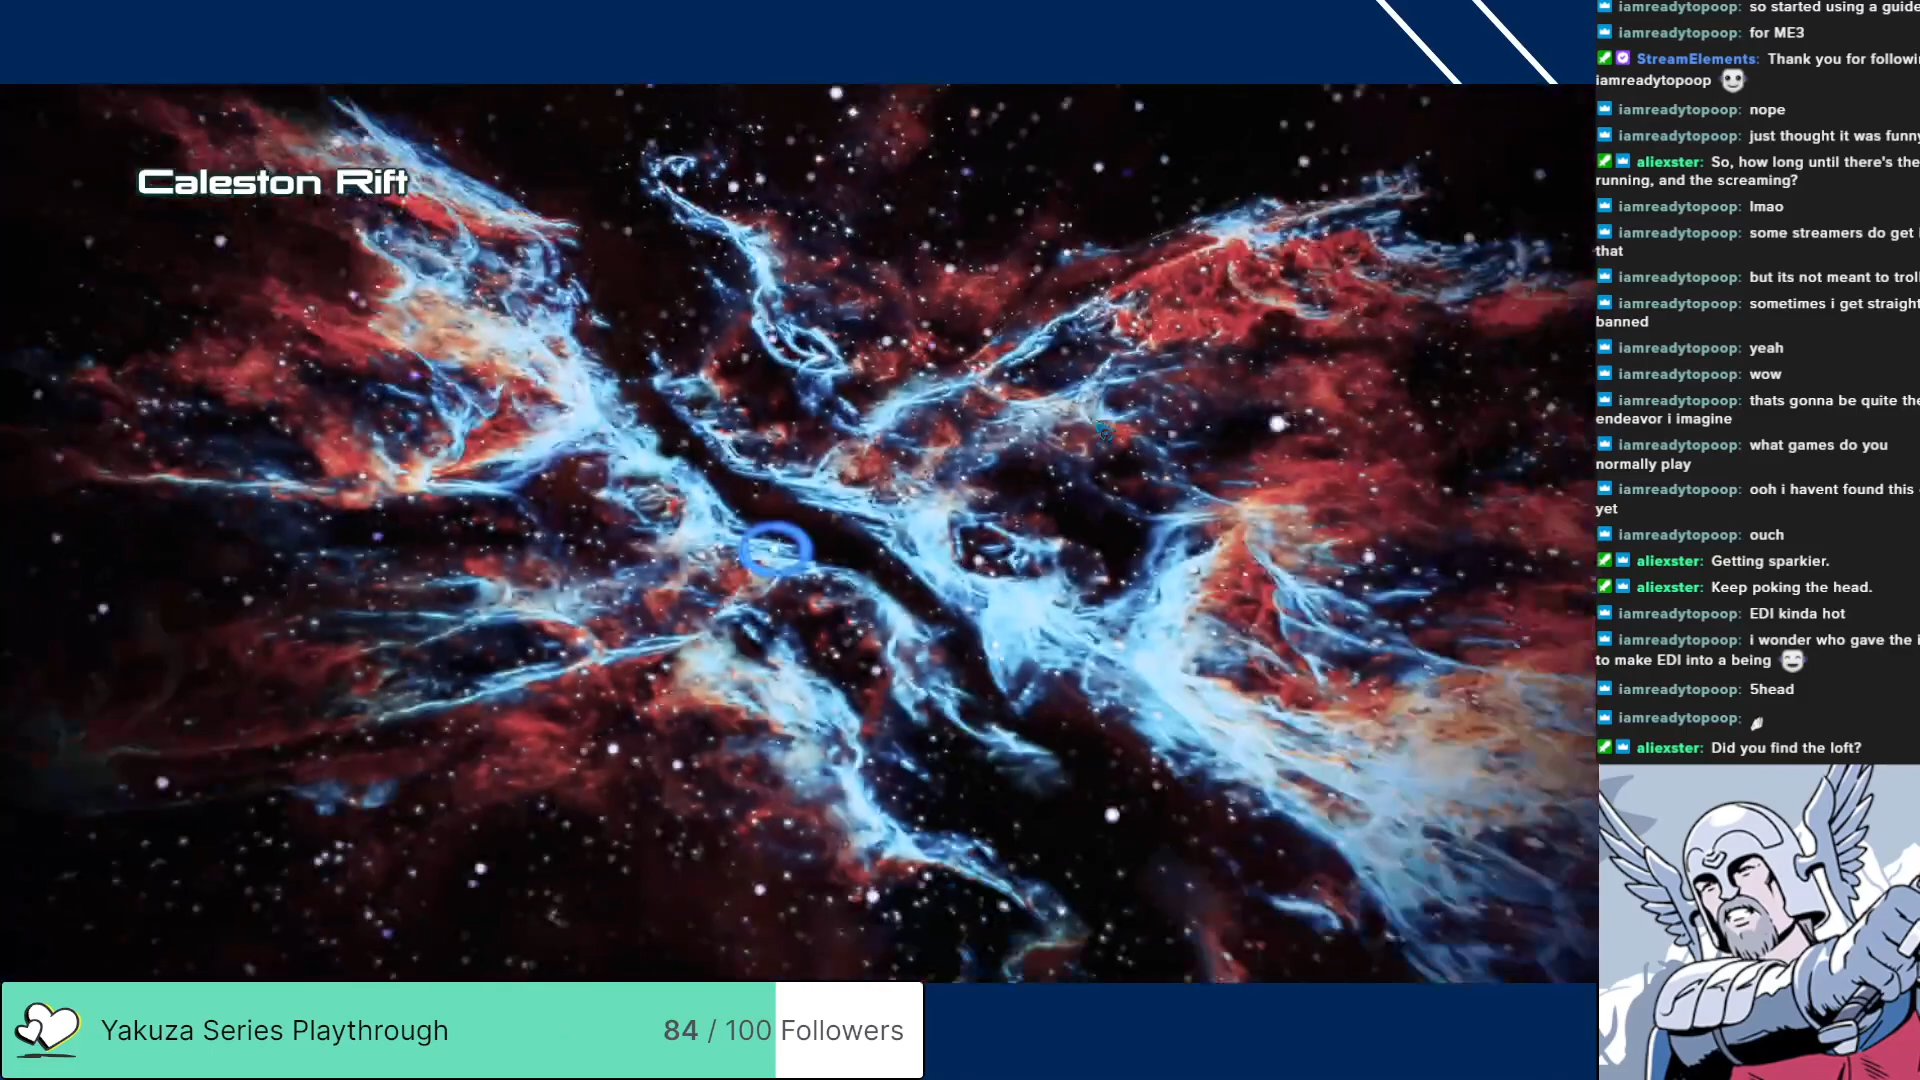 iamreadytopoop: so started using a guide
iamreadytopoop: for ME3
StreamElements: Thank you for followi
iamreadytopoop
iamreadytopoop: nope
iamreadytopoop: just thought it was funny
aliexster: So, how long until there's the
running, and the screaming?
iamreadytopoop: lmao
iamreadytopoop: some streamers do get i
that
iamreadytopoop: but its not meant to troll
iamreadytopoop: sometimes i get straight
banned
iamreadytopoop: yeah
iamreadytopoop: wow
iamreadytopoop: thats gonna be quite the
endeavor i imagine
iamreadytopoop: what games do you
normally play
iamreadytopoop: ooh i havent found this
yet
iamreadytopoop: ouch
aliexster: Getting sparkier.
aliexster: Keep poking the head.
iamreadytopoop: EDI kinda hot
iamreadytopoop: i wonder who gave the i
to make EDI into a being
iamreadytopoop: 5head
iamreadytopoop:
aliexster: Did you find the loft?
Caleston Rift
Yakuza Series Playthrough
84 / 100 Followers